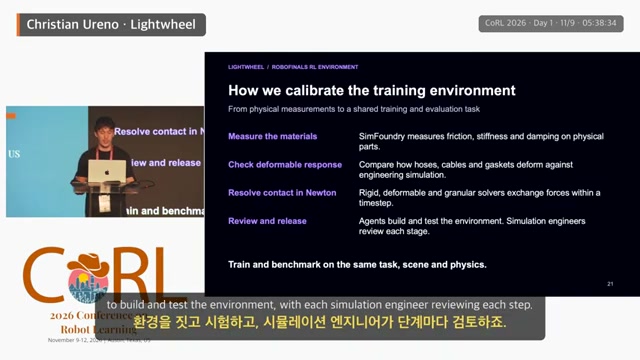 Christian Ureno · Lightwheel
CoRL 2026 · Day 1 · 11/9 · 05:38:34
LIGHTWHEEL / ROBOFINALS RL ENVIRONMENT
How we calibrate the training environment
From physical measurements to a shared training and evaluation task
Measure the materials
SimFoundry measures friction, stiffness and damping on physical
parts.
Check deformable response
Compare how hoses, cables and gaskets deform against
engineering simulation.
Resolve contact in Newton
Rigid, deformable and granular solvers exchange forces within a
timestep.
Review and release
Agents build and test the environment. Simulation engineers
review each stage.
Train and benchmark on the same task, scene and physics.
21
US
Resolve contact in N
iew and release
in and benchma
CoRL
2026 Conference
Robot Learning
November 9-12, 2026
to build and test the environment, with each simulation engineer reviewing each step.
환경을 짓고 시험하고, 시뮬레이션 엔지니어가 단계마다 검토하죠.